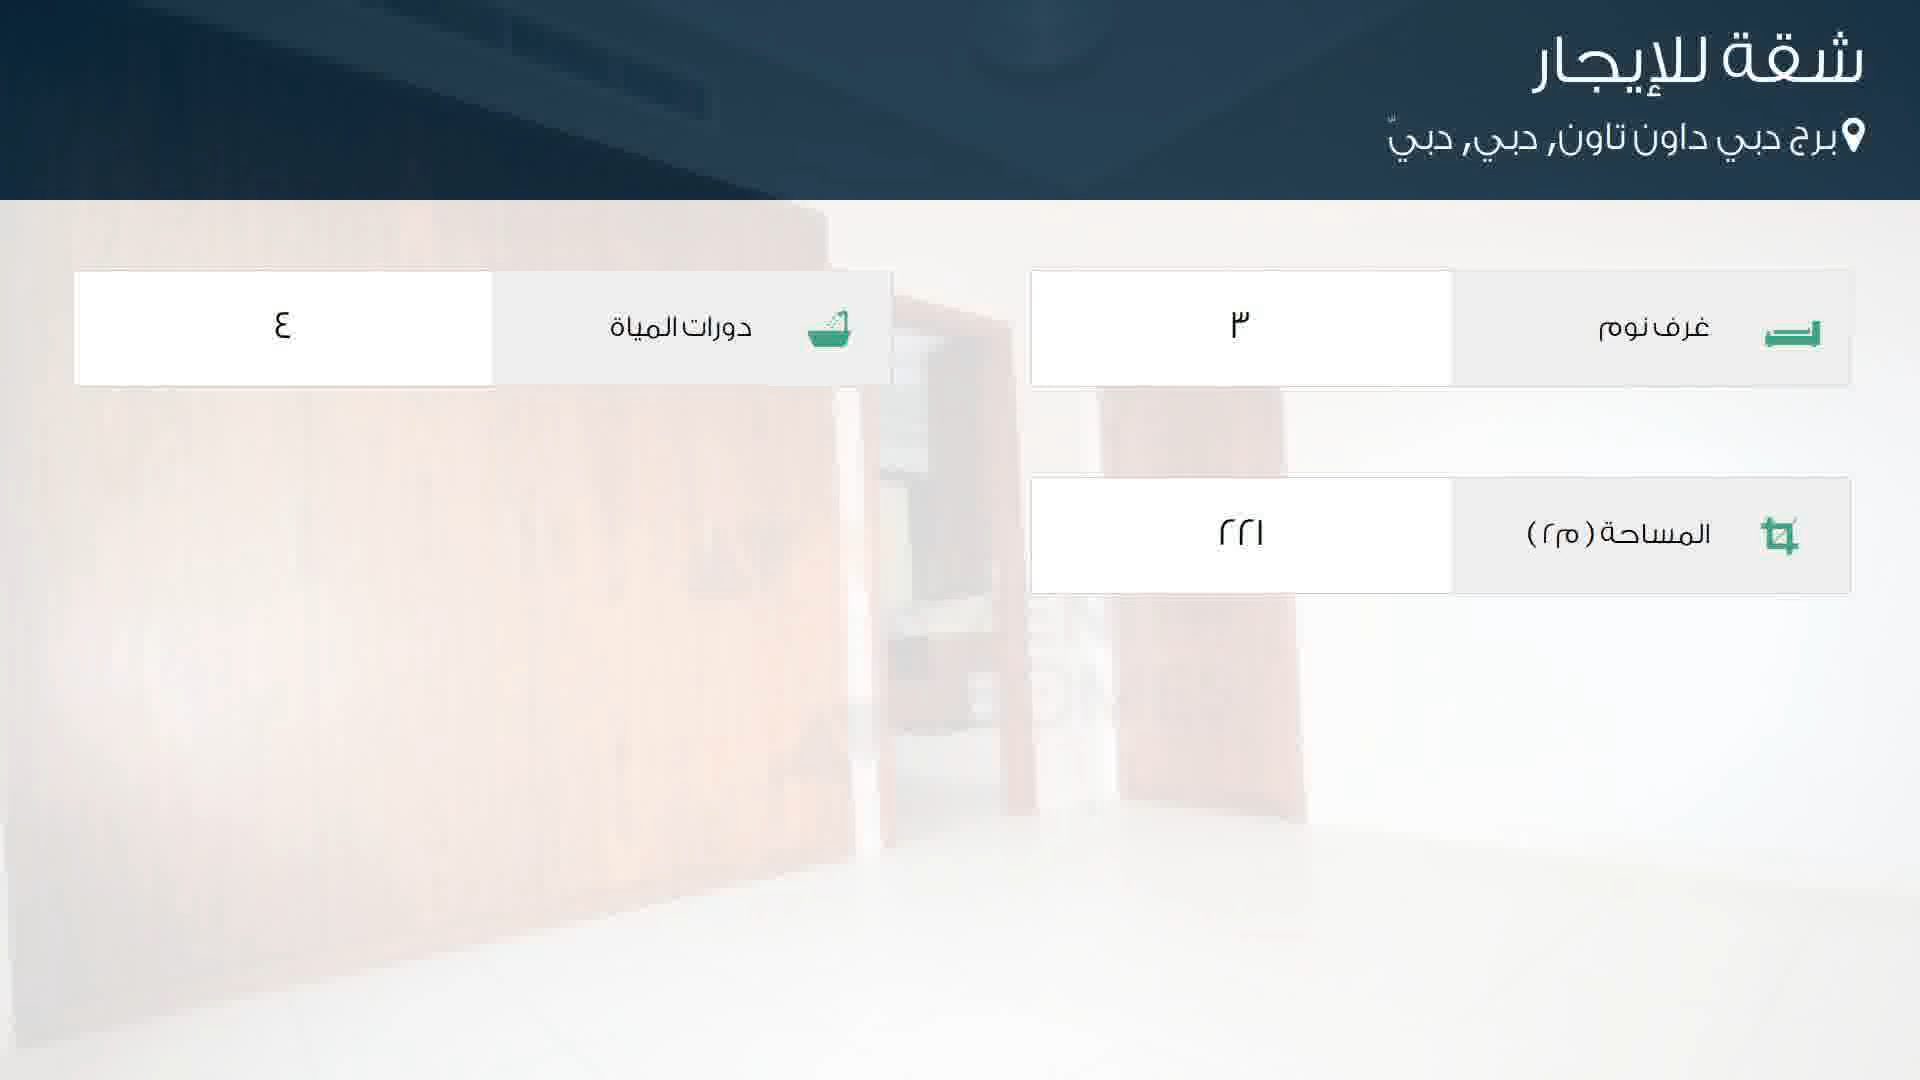 شقة للإيجار
برج دبي داون تاون, دبي, دبيّ
غرف نوم ٣
دورات المياة ٤
المساحة (م٢) ٢٢١